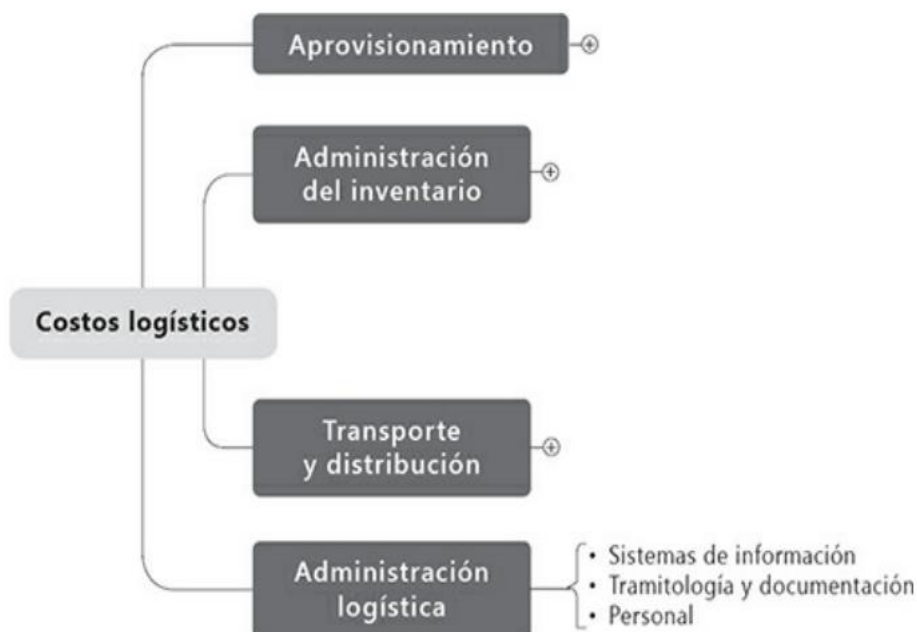 Aprovisionamiento
Administración
del inventario
Costos logísticos
Transporte
y distribución
Administración
logística
• Sistemas de información
• Tramitología y documentación
• Personal